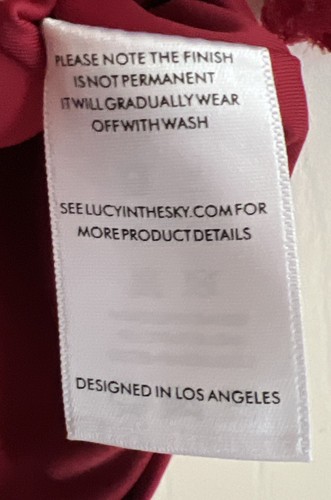 PLEASE NOTE THE FINISH
IS NOT PERMANENT
IT WILL GRADUALLY WEAR
OFF WITH WASH
SEE LUCYINTHESKY.COM FOR
MORE PRODUCT DETAILS
DESIGNED IN LOS ANGELES